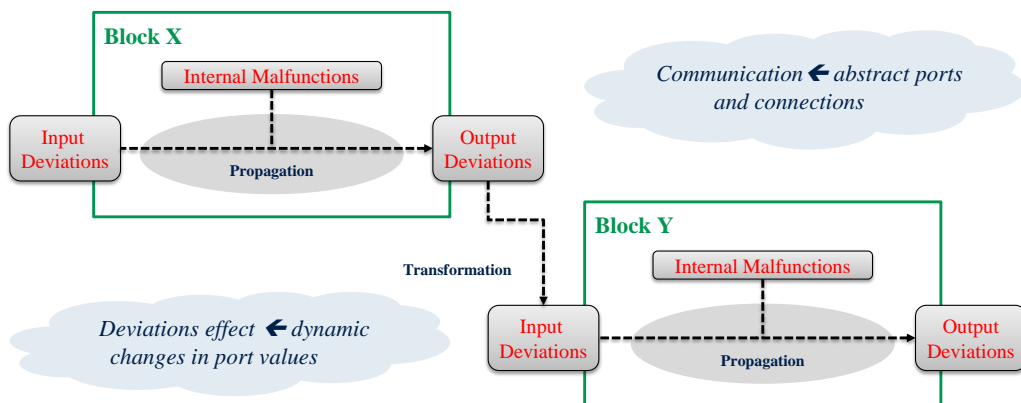 Block X
Internal Malfunctions
Input
Deviations
Output
Deviations
Propagation
Communication 🡸 abstract ports
and connections
Transformation
Block Y
Internal Malfunctions
Input
Deviations
Output
Deviations
Propagation
Deviations effect 🡸 dynamic
changes in port values